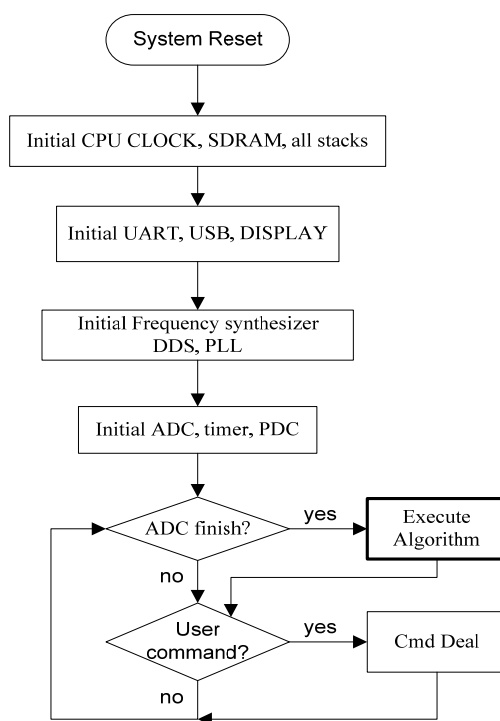 System Reset
Initial CPU CLOCK, SDRAM, all stacks
Initial UART, USB, DISPLAY
Initial Frequency synthesizer
DDS, PLL
Initial ADC, timer, PDC
ADC finish?
yes
Execute
Algorithm
no
User
command?
yes
Cmd Deal
no